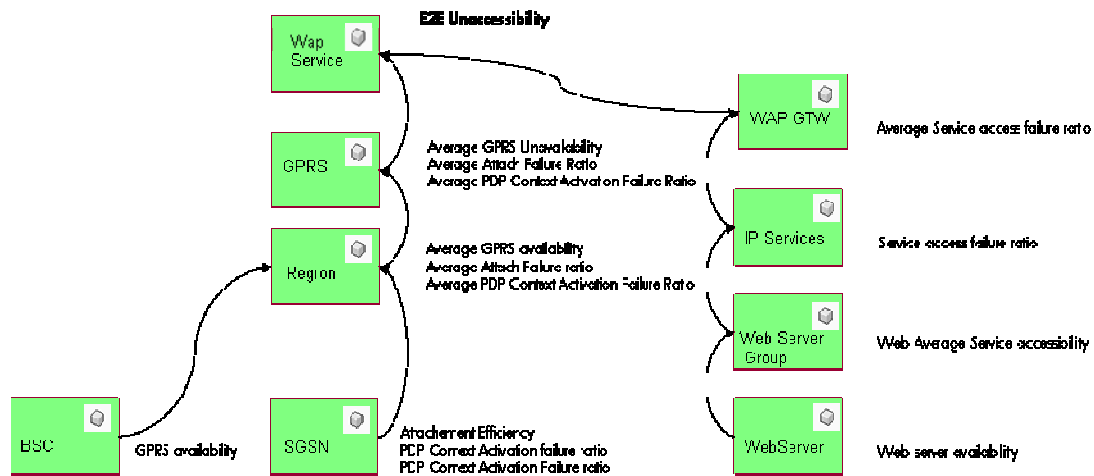 E2E Unaccessibility
Wap
Service
WAP GTW
Average Service access failure ratio
GPRS
Average GPRS Unavailability
Average Attach Failure Ratio
Average PDP Context Activation Failure Ratio
IP Services
Service access failure ratio
Region
Average GPRS availability
Average Attach Failure ratio
Average PDP Context Activation Failure Ratio
Web Server
Group
Web Average Service accessibility
BSC
GPRS availability
SGSN
Attachement Efficiency
PDP Context Activation failure ratio
PDP Context Activation Failure ratio
WebServer
Web server availability